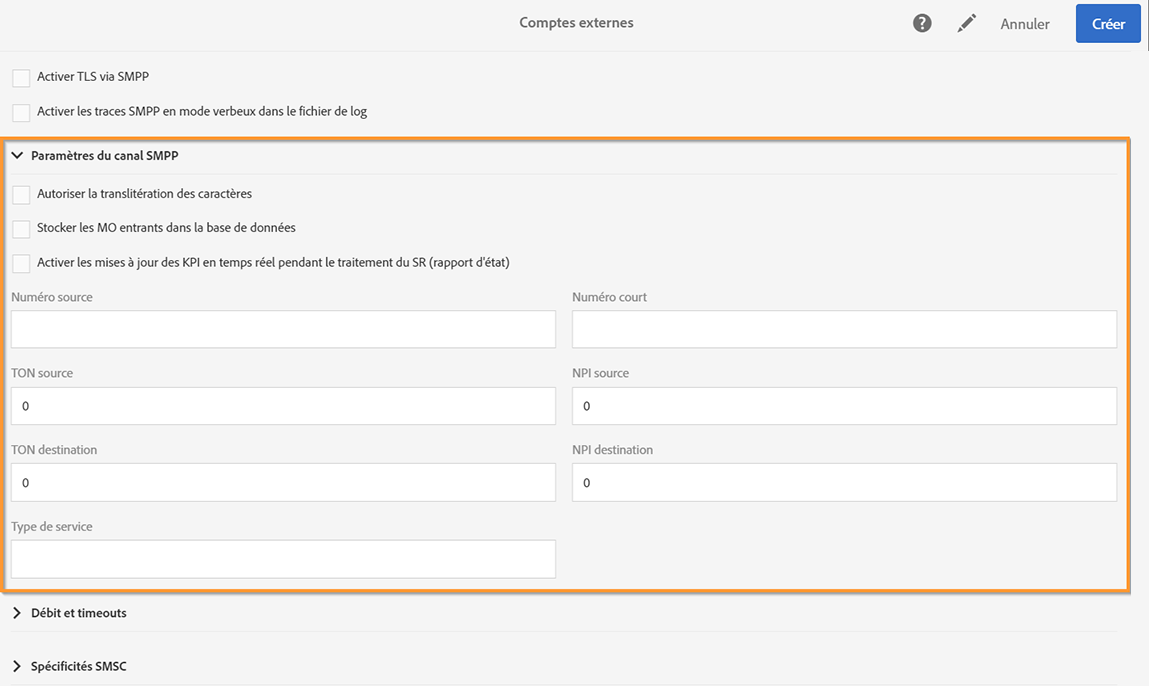 Comptes externes
?
Annuler
Créer
Activer TLS via SMPP
Activer les traces SMPP en mode verbeux dans le fichier de log
Paramètres du canal SMPP
Autoriser la translitération des caractères
Stocker les MO entrants dans la base de données
Activer les mises à jour des KPI en temps réel pendant le traitement du SR (rapport d'état)
Numéro source
Numéro court
TON source
NPI source
0
0
TON destination
NPI destination
0
0
Type de service
Débit et timeouts
Spécificités SMSC